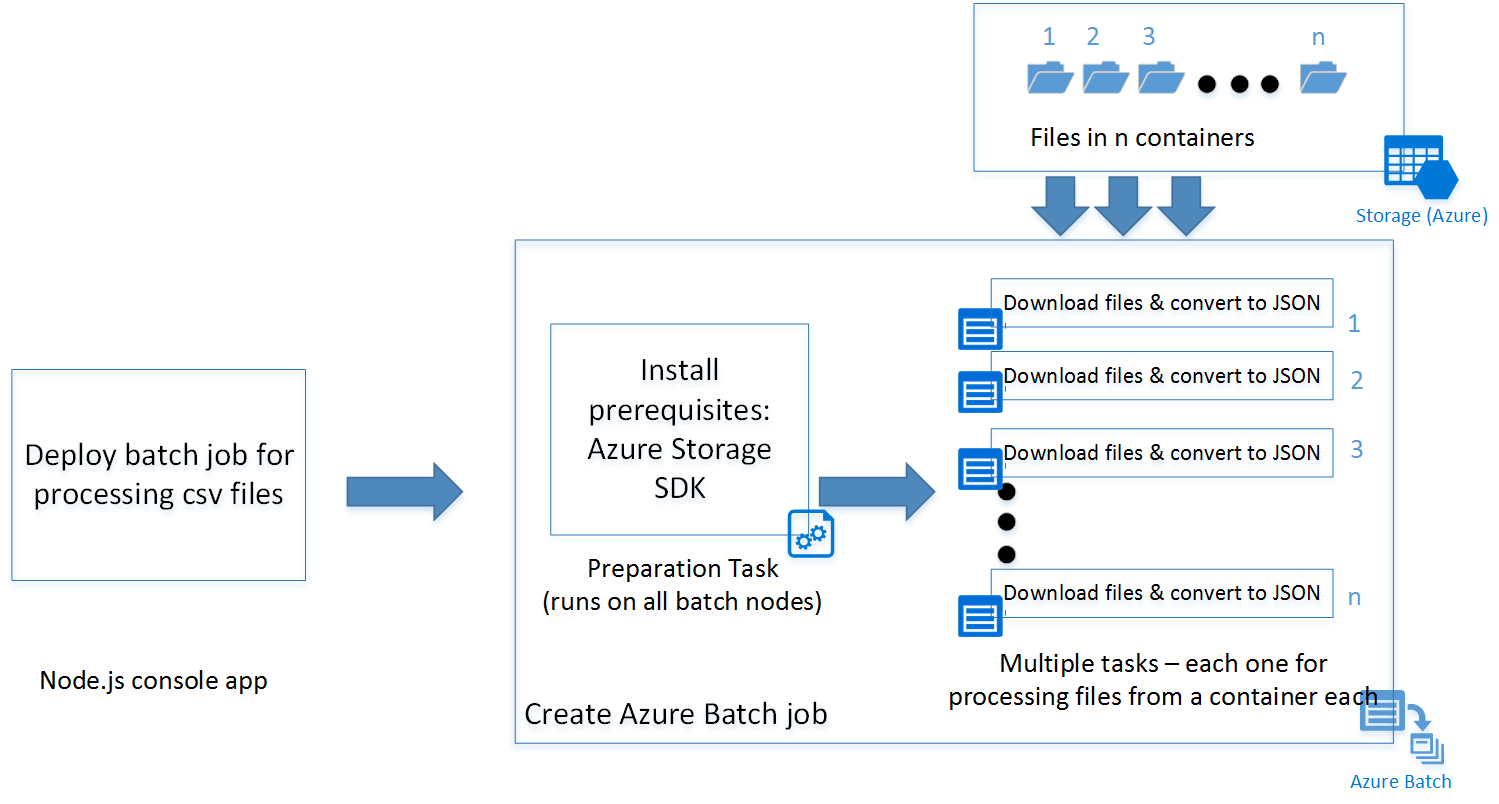 1 2 3 n
Files in n containers
Storage (Azure)
Deploy batch job for
processing csv files
Node.js console app
Install
prerequisites:
Azure Storage
SDK
Preparation Task
(runs on all batch nodes)
Download files & convert to JSON
1
Download files & convert to JSON
2
Download files & convert to JSON
3
Download files & convert to JSON
n
Multiple tasks – each one for
processing files from a container each
Create Azure Batch job
Azure Batch